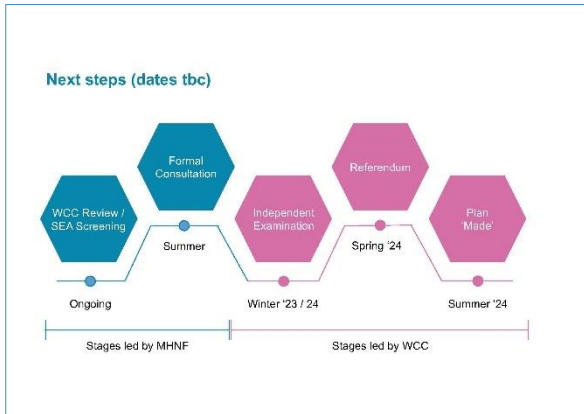 Next steps (dates tbc)
Formal
Consultation
Referendum
WCC Review /
SEA Screening
Independent
Examination
Plan
'Made'
Summer
Spring '24
Ongoing
Winter '23 / 24
Summer '24
Stages led by MHNF
Stages led by WCC